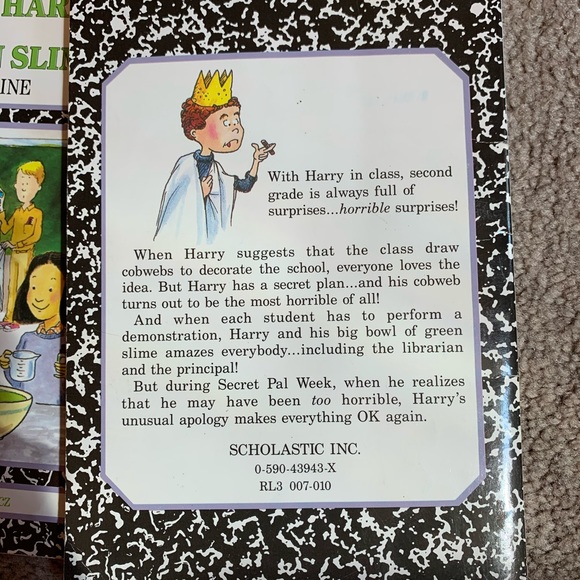 HAR
N SLIM
INE
With Harry in class, second
grade is always full of
surprises...horrible surprises!
When Harry suggests that the class draw
cobwebs to decorate the school, everyone loves the
idea. But Harry has a secret plan...and his cobweb
turns out to be the most horrible of all!
And when each student has to perform a
demonstration, Harry and his big bowl of green
slime amazes everybody...including the librarian
and the principal!
But during Secret Pal Week, when he realizes
that he may have been too horrible, Harry's
unusual apology makes everything OK again.
SCHOLASTIC INC.
0-590-43943-X
RL3 007-010